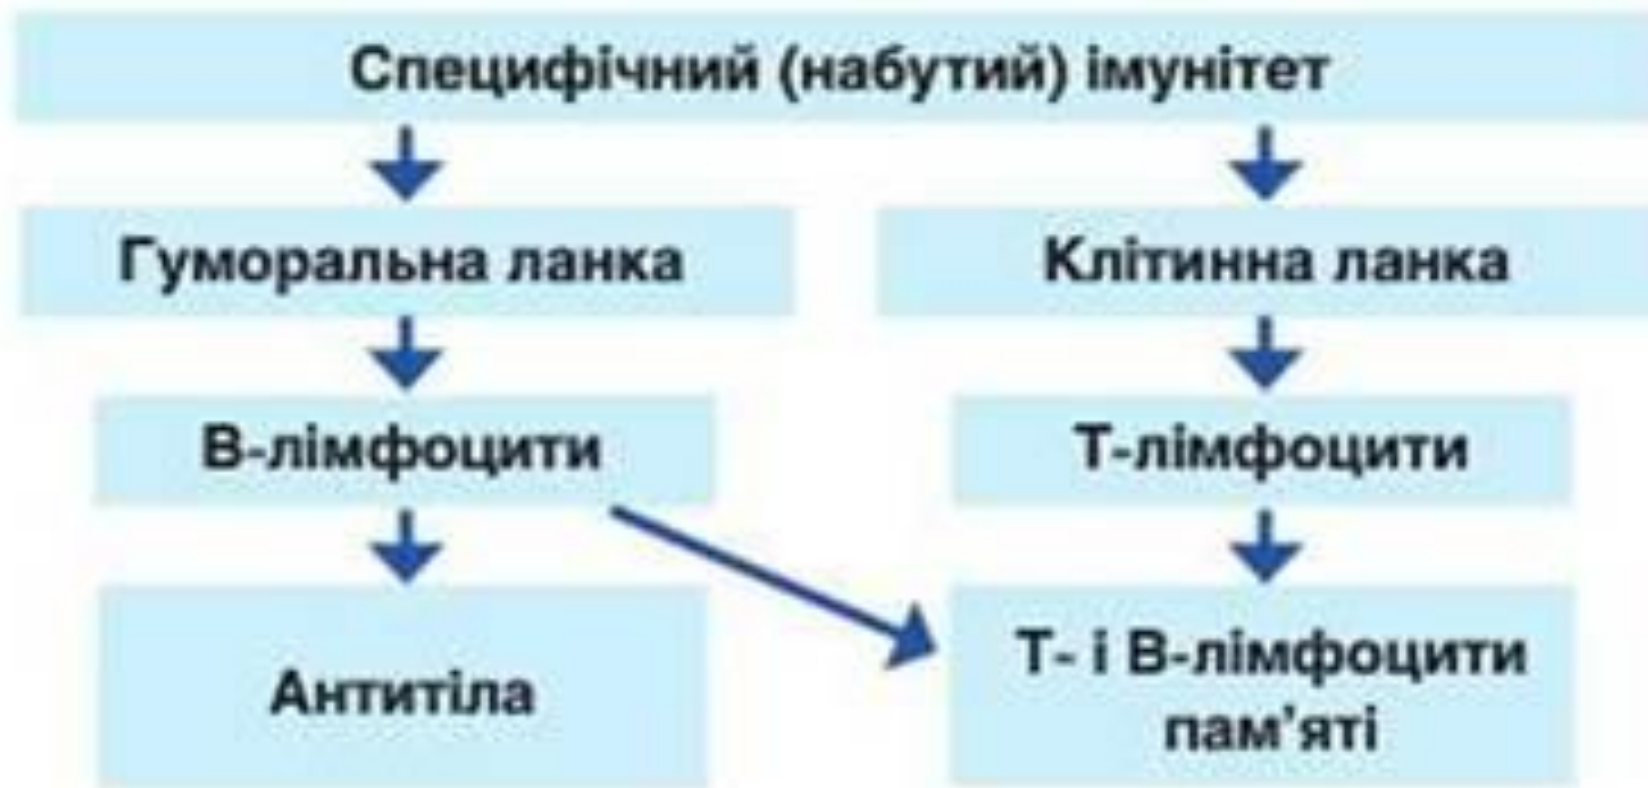 Специфічний (набутий) імунітет
Гуморальна ланка
Клітинна ланка
В-лімфоцити
Т-лімфоцити
Антитіла
Т- і В-лімфоцити
пам’яті